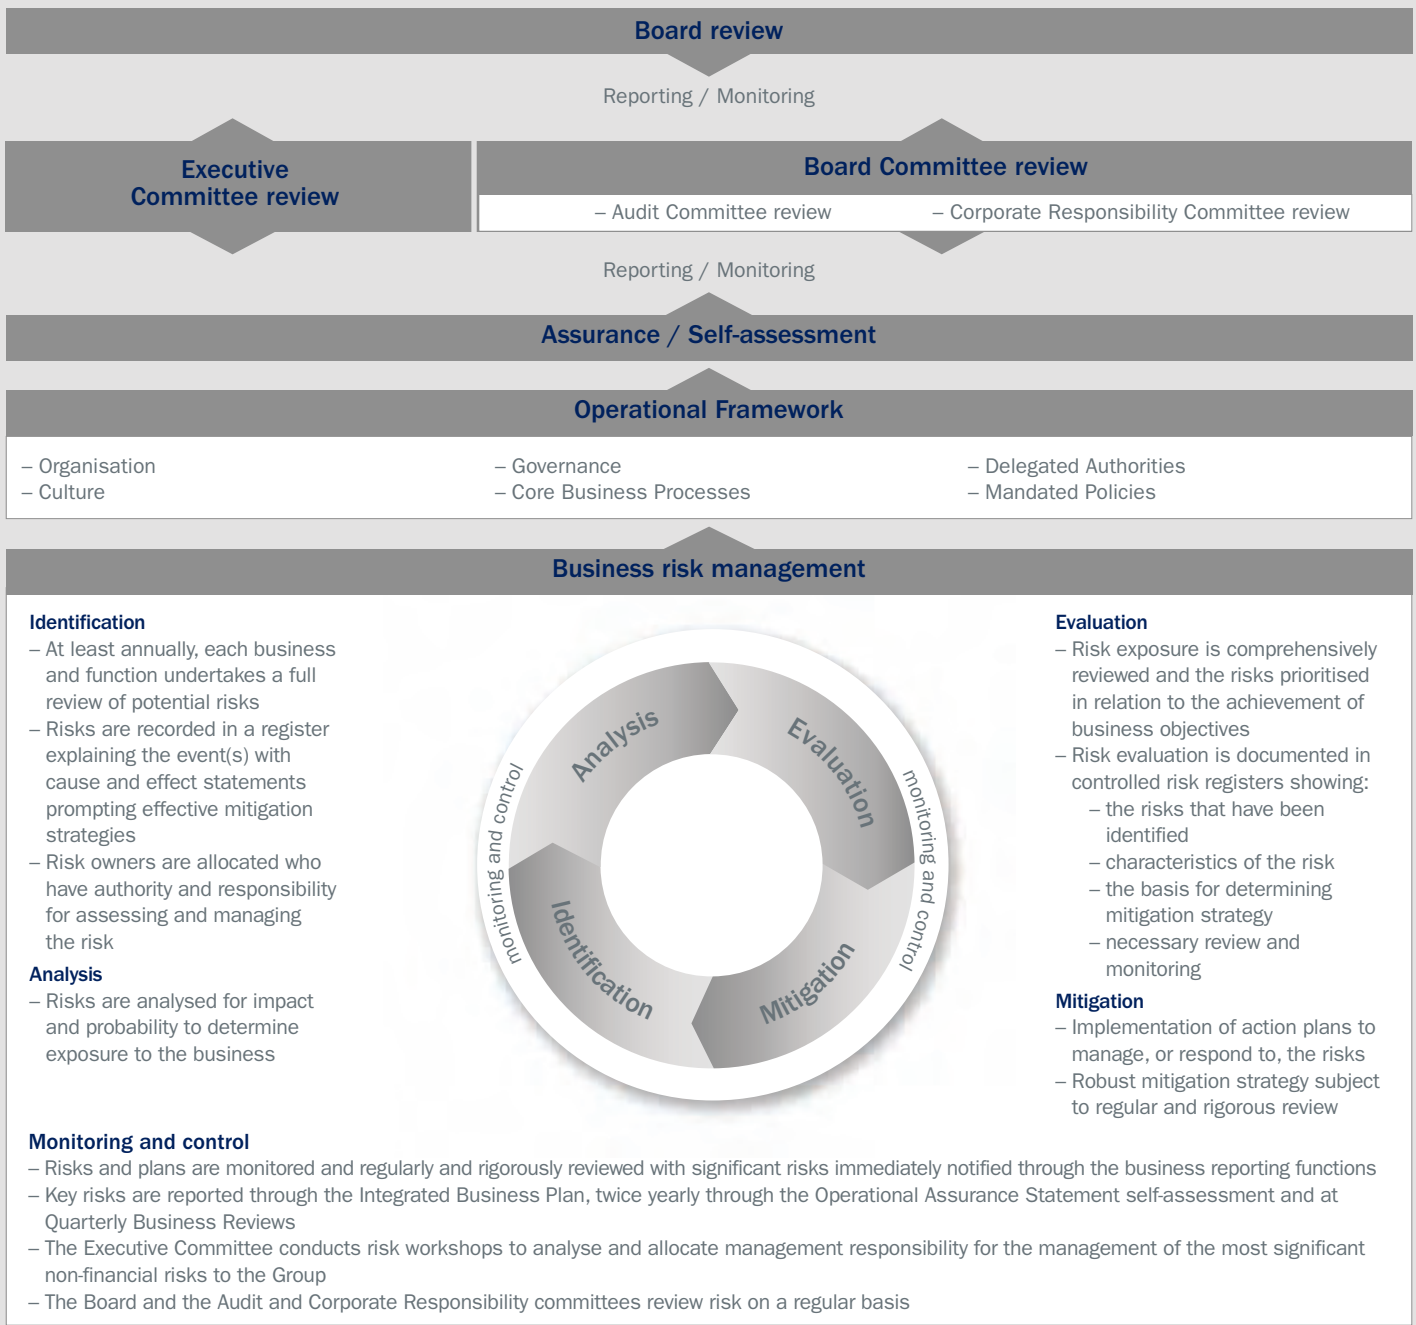 Board review
Reporting / Monitoring
Executive
Committee review
Board Committee review
– Audit Committee review
– Corporate Responsibility Committee review
Reporting / Monitoring
Assurance / Self-assessment
Operational Framework
– Organisation
– Culture
– Governance
– Core Business Processes
– Delegated Authorities
– Mandated Policies
Business risk management
Identification
– At least annually, each business
and function undertakes a full
review of potential risks
– Risks are recorded in a register
explaining the event(s) with
cause and effect statements
prompting effective mitigation
strategies
– Risk owners are allocated who
have authority and responsibility
for assessing and managing
the risk
Analysis
– Risks are analysed for impact
and probability to determine
exposure to the business
monitoring and control
Analysis
Evaluation
Identification
Mitigation
monitoring and control
Evaluation
– Risk exposure is comprehensively
reviewed and the risks prioritised
in relation to the achievement of
business objectives
– Risk evaluation is documented in
controlled risk registers showing:
– the risks that have been
identified
– characteristics of the risk
– the basis for determining
mitigation strategy
– necessary review and
monitoring
Mitigation
– Implementation of action plans to
manage, or respond to, the risks
– Robust mitigation strategy subject
to regular and rigorous review
Monitoring and control
– Risks and plans are monitored and regularly and rigorously reviewed with significant risks immediately notified through the business reporting functions
– Key risks are reported through the Integrated Business Plan, twice yearly through the Operational Assurance Statement self-assessment and at
Quarterly Business Reviews
– The Executive Committee conducts risk workshops to analyse and allocate management responsibility for the management of the most significant
non-financial risks to the Group
– The Board and the Audit and Corporate Responsibility committees review risk on a regular basis